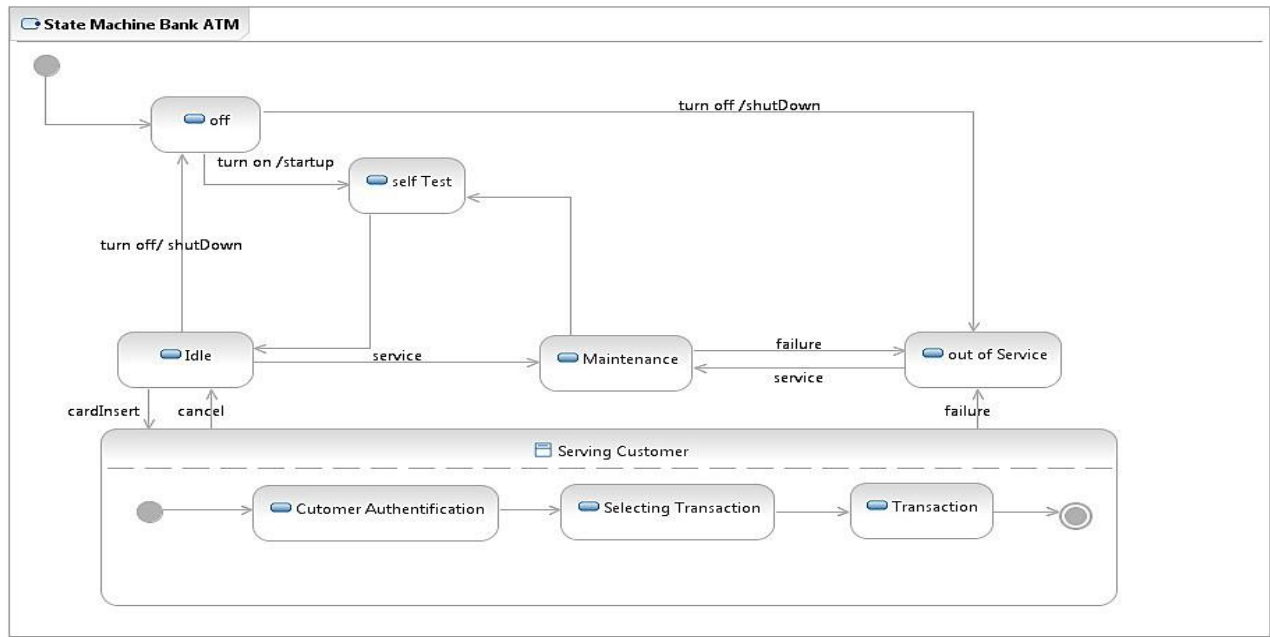 State Machine Bank ATM
turn off /shutDown
off
turn on /startup
self Test
turn off/ shutDown
Idle
service
Maintenance
failure
service
out of Service
cardInsert
cancel
failure
Serving Customer
Cutomer Authentification
Selecting Transaction
Transaction